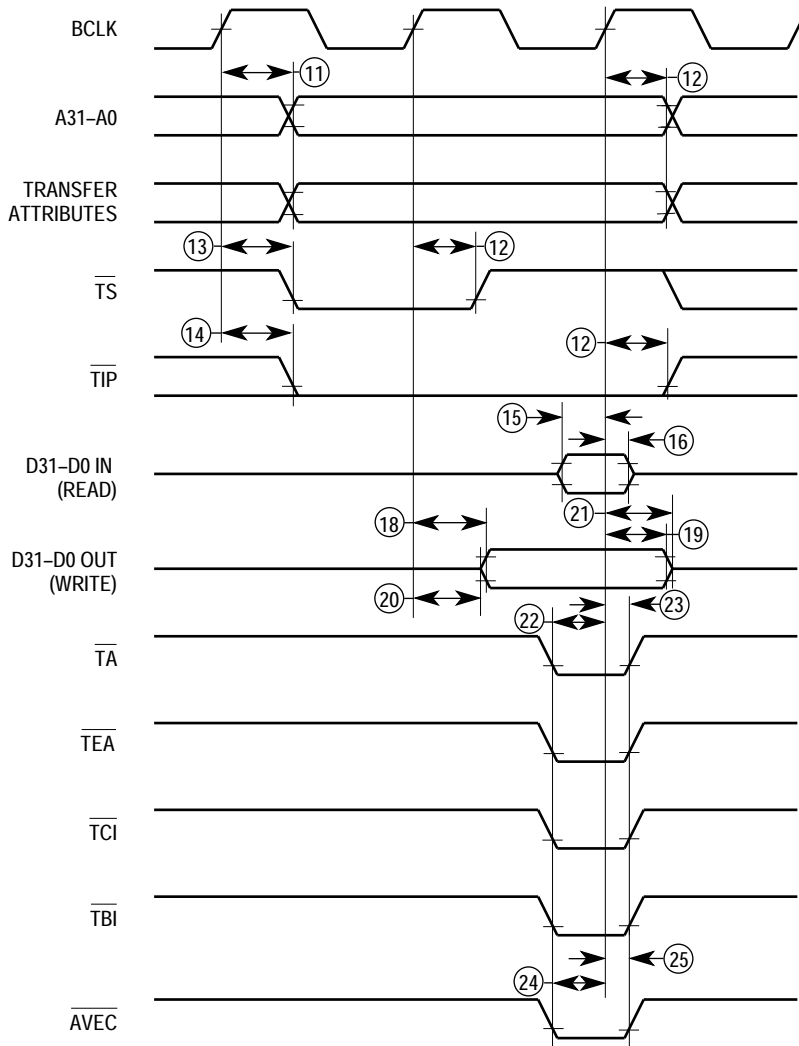 BCLK
11
12
A31–A0
TRANSFER
ATTRIBUTES
13
12
TS
14
12
TIP
15
16
D31–D0 IN
(READ)
21
18
19
D31–D0 OUT
(WRITE)
20
23
22
TA
TEA
TCI
TBI
25
24
AVEC